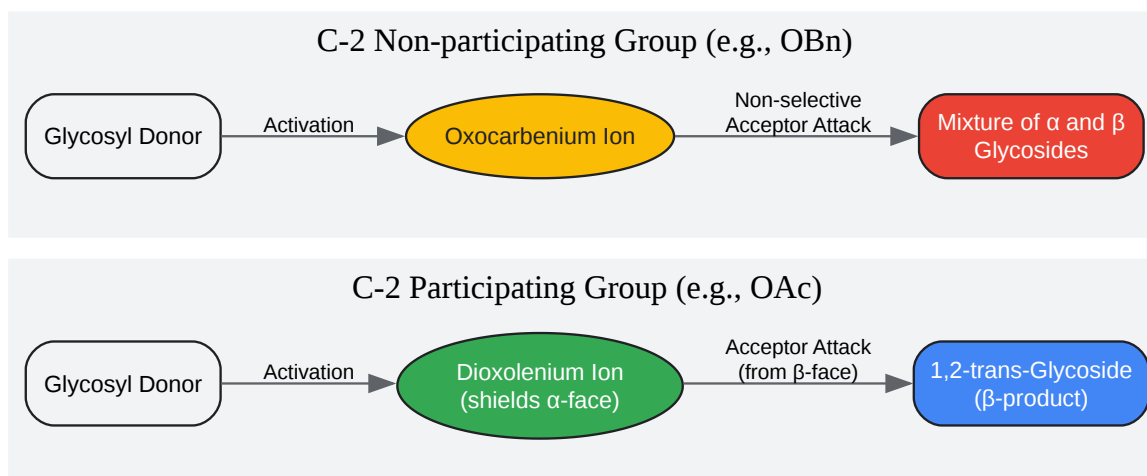 C-2 Non-participating Group (e.g., OBn)
Glycosyl Donor
Activation
Oxocarbenium Ion
Non-selective
Acceptor Attack
Mixture of α and β
Glycosides
C-2 Participating Group (e.g., OAc)
Glycosyl Donor
Activation
Dioxolenium Ion
(shields α-face)
Acceptor Attack
(from β-face)
1,2-trans-Glycoside
(β-product)